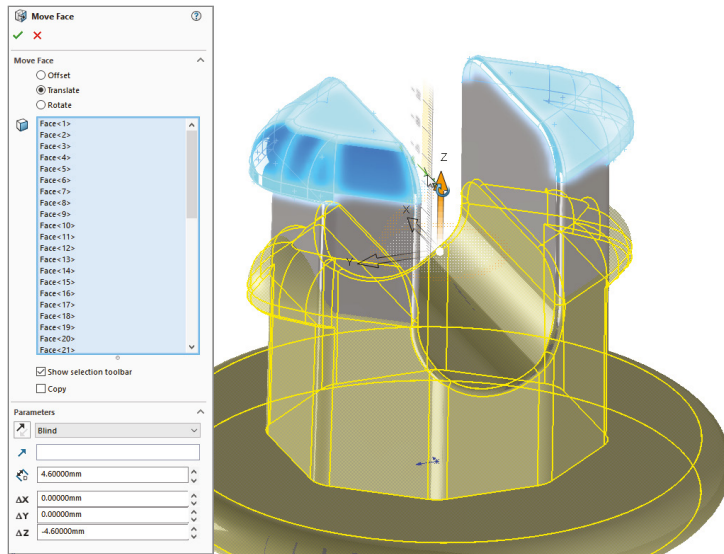 Move Face
Move Face
Offset
Translate
Rotate
Face<1>
Face<2>
Face<3>
Face<4>
Face<5>
Face<6>
Face<7>
Face<8>
Face<9>
Face<10>
Face<11>
Face<12>
Face<13>
Face<14>
Face<15>
Face<16>
Face<17>
Face<18>
Face<19>
Face<20>
Face<21>
Show selection toolbar
Copy
Parameters
Blind
4.60000mm
ΔX 0.00000mm
ΔY 0.00000mm
ΔZ -4.60000mm
Z
X
Y